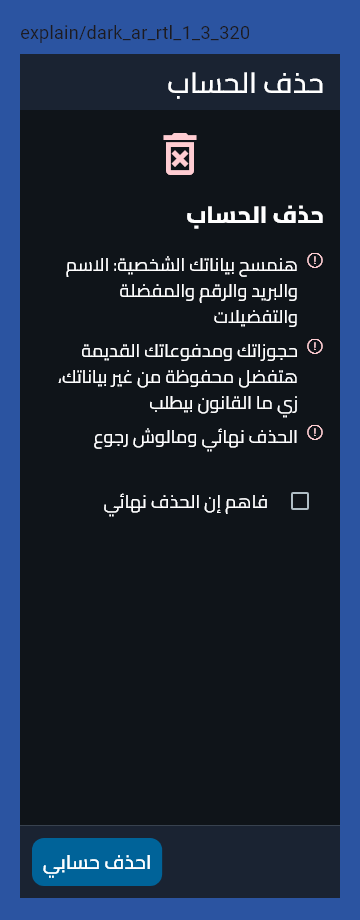 explain/dark_ar_rtl_1_3_320
حذف الحساب
حذف الحساب
هنمسح بياناتك الشخصية: الاسم
والبريد والرقم والمفضلة
والتفضيلات
حجوزاتك ومدفوعاتك القديمة
هتفضل محفوظة من غير بياناتك،
زي ما القانون بيطلب
الحذف نهائي ومالوش رجوع
فاهم إن الحذف نهائي
احذف حسابي